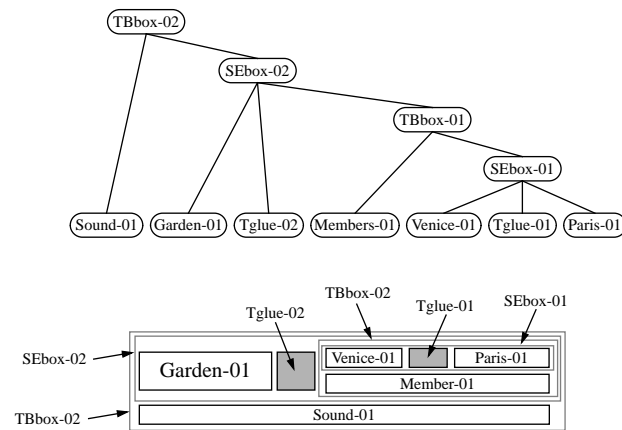 TBbox-02
SEbox-02
TBbox-01
SEbox-01
Sound-01 Garden-01 Tglue-02 Members-01 Venice-01 Tglue-01 Paris-01
TBbox-02
Tglue-02 Tglue-01 SEbox-01
SEbox-02
Venice-01 Paris-01
Garden-01
Member-01
TBbox-02
Sound-01